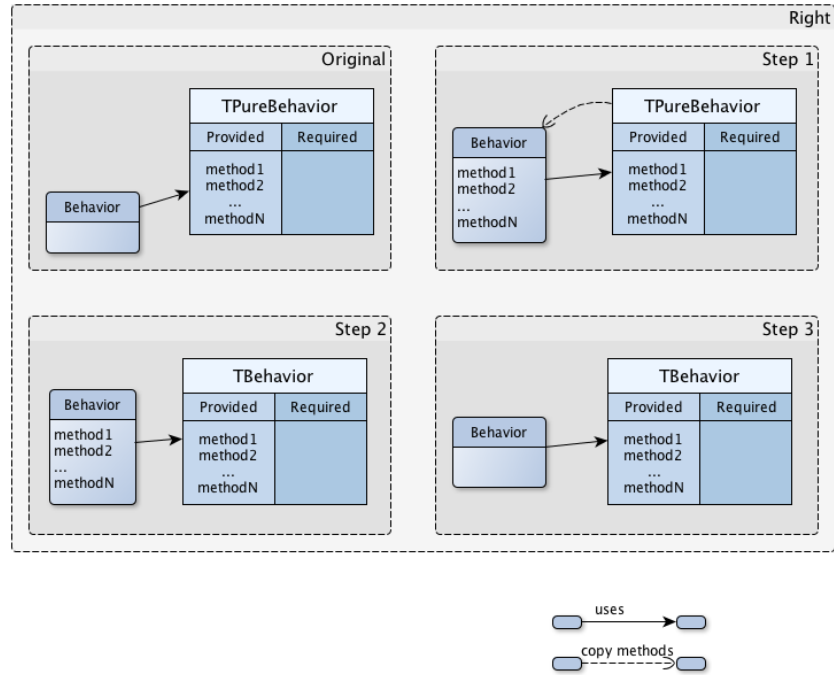 Right
Original
TPureBehavior
Provided Required
method1
method2
...
methodN
Behavior
Step 1
TPureBehavior
Provided Required
method1
method2
...
methodN
Behavior
method1
method2
...
methodN
Step 2
TBehavior
Provided Required
method1
method2
...
methodN
Behavior
method1
method2
...
methodN
Step 3
TBehavior
Provided Required
method1
method2
...
methodN
Behavior
uses
copy methods